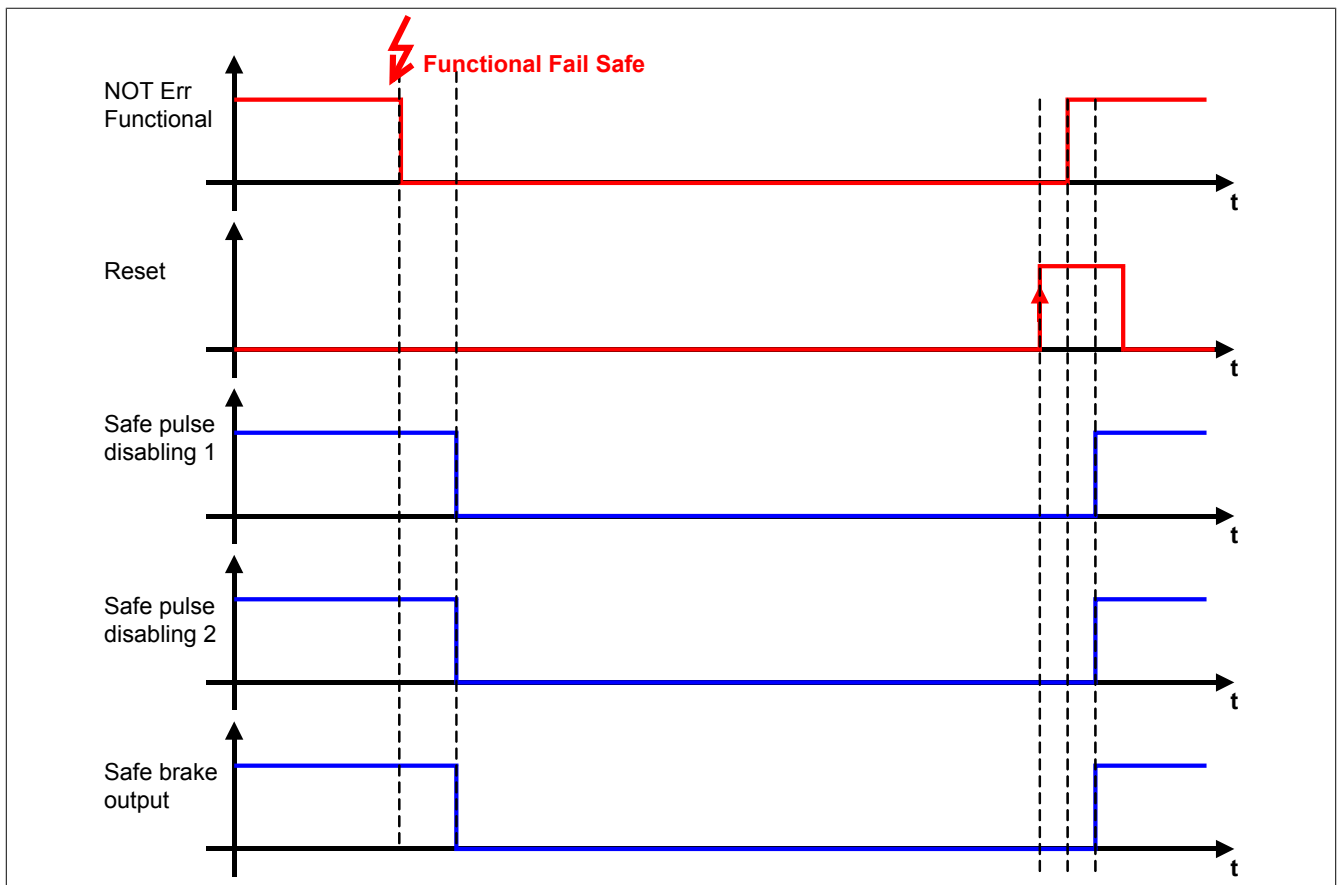 Functional Fail Safe
NOT Err
Functional
t
Reset
t
Safe pulse
disabling 1
t
Safe pulse
disabling 2
t
Safe brake
output
t